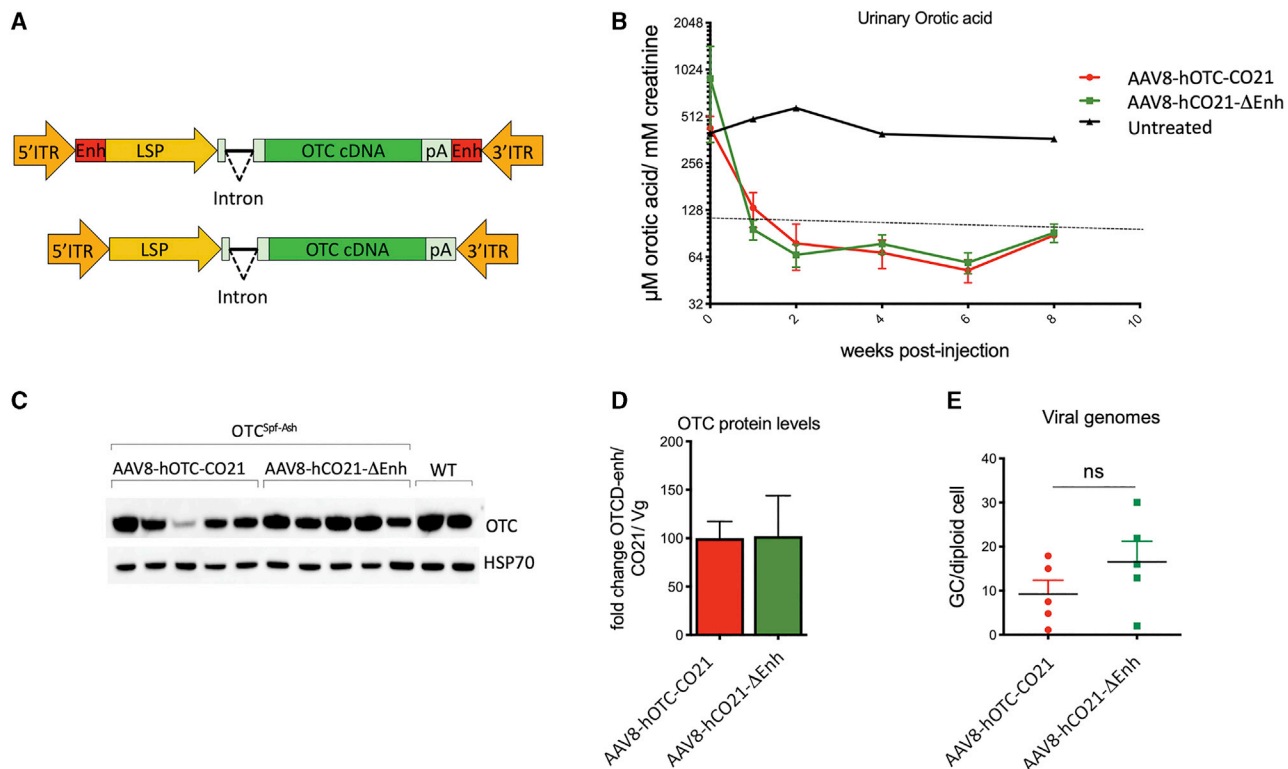 A
5'ITR Enh LSP OTC cDNA pA Enh 3'ITR
Intron
5'ITR LSP OTC cDNA pA 3'ITR
Intron
B
Urinary Orotic acid
µM orotic acid/ mM creatinine
2048
1024
512
256
128
64
32
0 2 4 6 8 10
weeks post-injection
AAV8-hOTC-CO21
AAV8-hCO21-ΔEnh
Untreated
C
OTCSpf-Ash
AAV8-hOTC-CO21 AAV8-hCO21-ΔEnh WT
OTC
HSP70
D
OTC protein levels
fold change OTCD-enh/
CO21/ Vg
200
150
100
50
0
AAV8-hOTC-CO21
AAV8-hCO21-ΔEnh
E
Viral genomes
ns
GC/diploid cell
40
30
20
10
0
AAV8-hOTC-CO21
AAV8-hCO21-ΔEnh